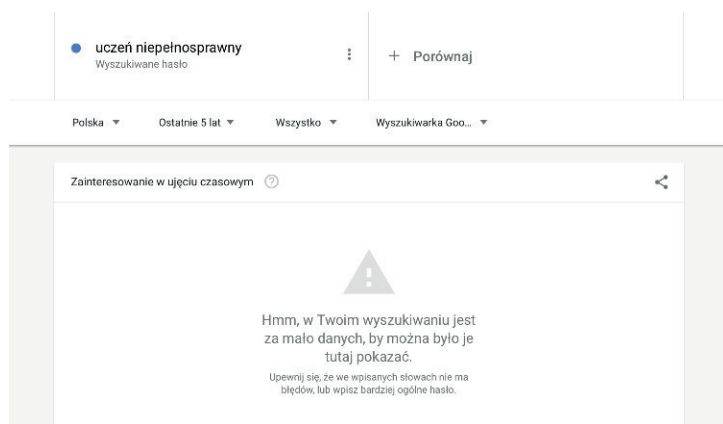 uczeń niepełnosprawny
Wyszukiwane hasło
+ Porównaj
Polska Ostatnie 5 lat Wszystko Wyszukiwarka Goo...
Zainteresowanie w ujęciu czasowym
Hmm, w Twoim wyszukiwaniu jest
za mało danych, by można było je
tutaj pokazać.
Upewnij się, że we wpisanych słowach nie ma
błędów, lub wpisz bardziej ogólne hasło.